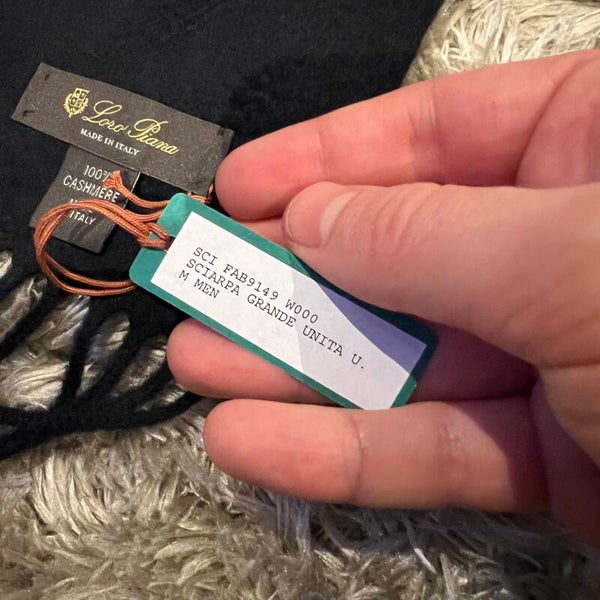 Loro Piana
MADE IN ITALY
100%
CASHMERE
ITALY
SCI FAB9149 W000
SCIARPA GRANDE UNITA U.
M MEN